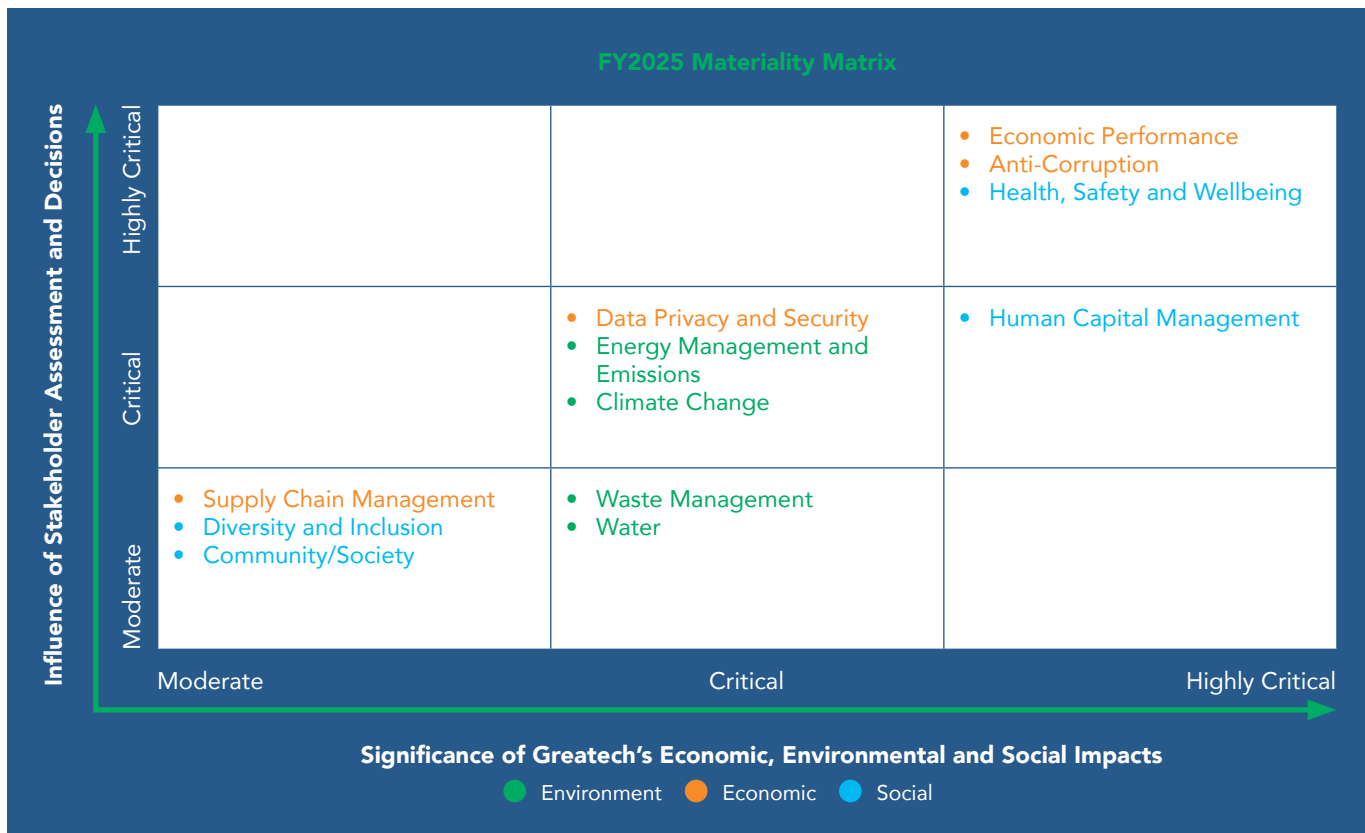 FY2025 Materiality Matrix
Influence of Stakeholder Assessment and Decisions
Highly Critical
• Economic Performance
• Anti-Corruption
• Health, Safety and Wellbeing
Critical
• Data Privacy and Security
• Energy Management and
Emissions
• Climate Change
• Human Capital Management
Moderate
• Supply Chain Management
• Diversity and Inclusion
• Community/Society
• Waste Management
• Water
Moderate
Critical
Highly Critical
Significance of Greatech’s Economic, Environmental and Social Impacts
Environment
Economic
Social